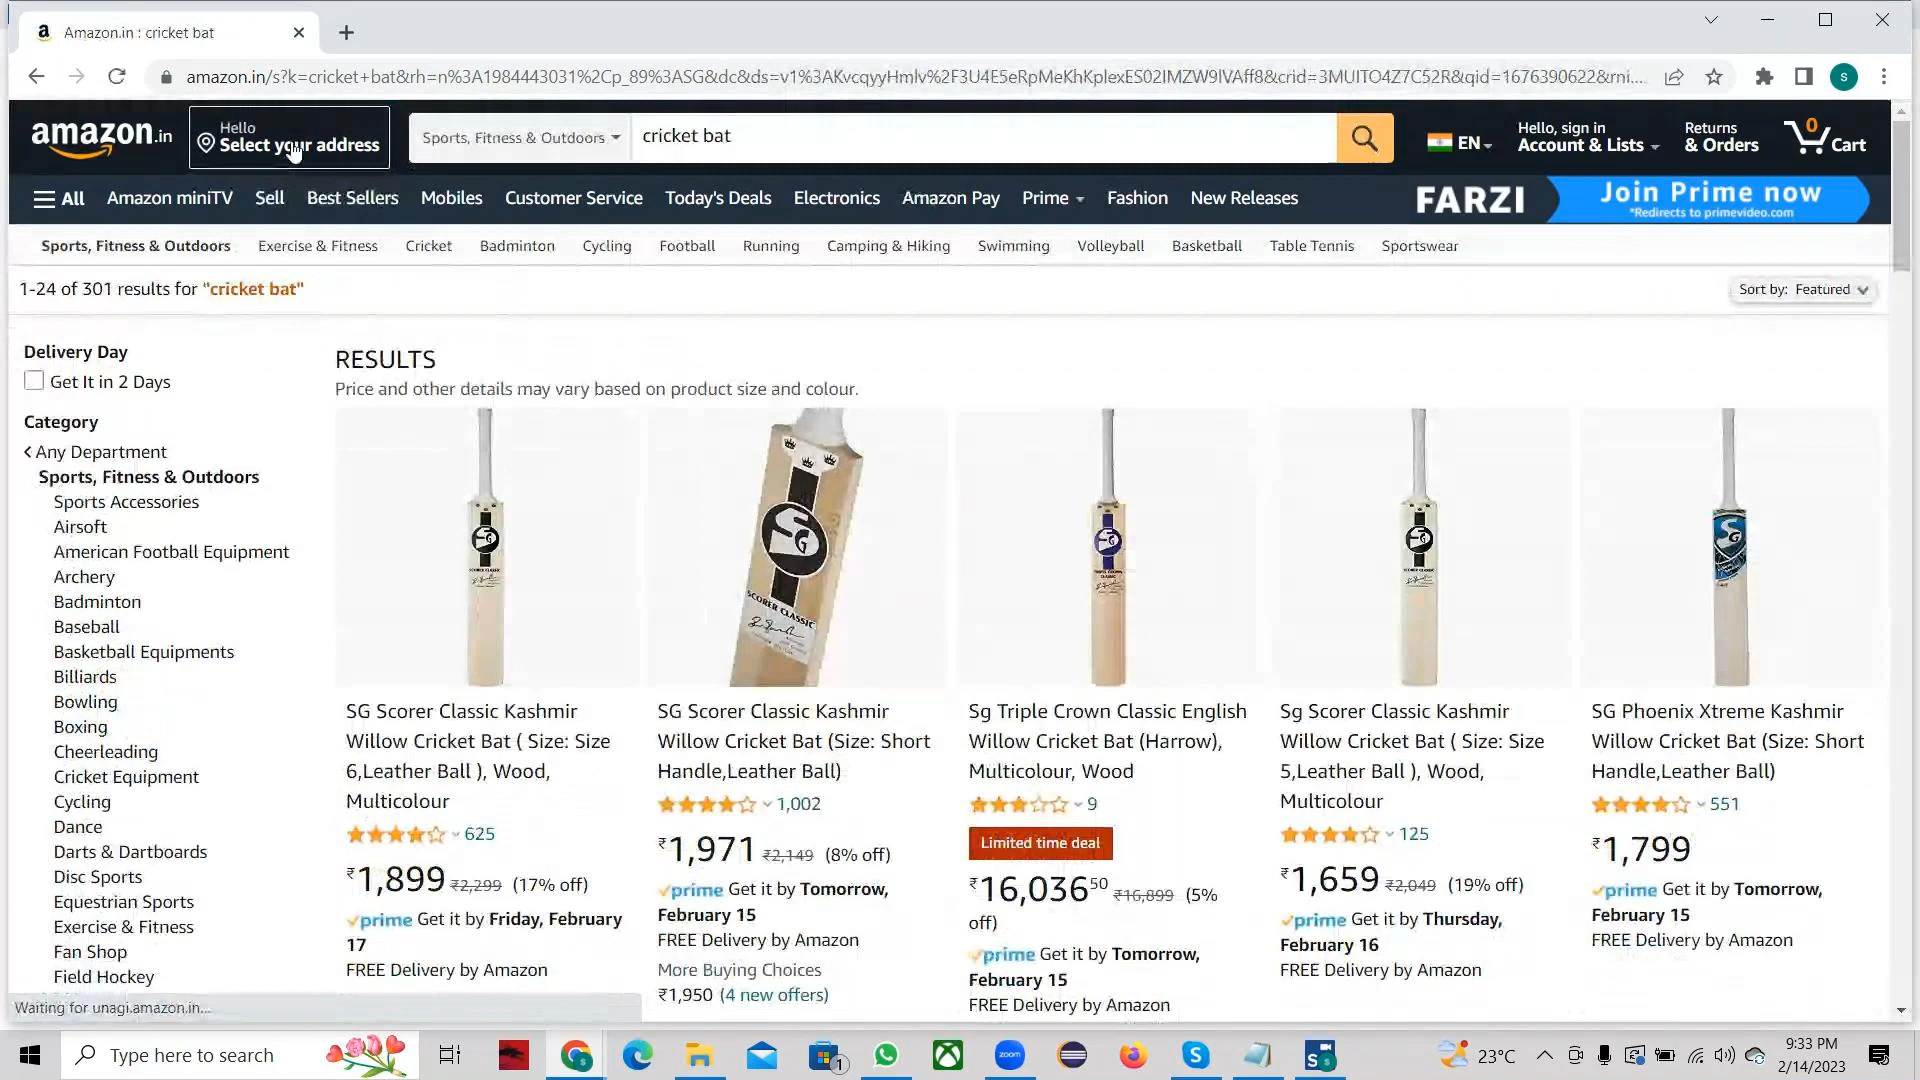 Amazon.in : cricket bat
amazon.in/s?k=cricket+bat&rh=n%3A1984443031%2Cp_89%3ASG&dc&ds=v1%3AKvcqyyHmlv%2F3U4E5eRpMeKhKplexES02IMZW9lVAff8&crid=3MUITO4Z7C52R&qid=1676390622&rni...
S
amazon.in
Hello
Select your address
Sports, Fitness & Outdoors
cricket bat
EN
Hello, sign in
Account & Lists
Returns
& Orders
0
Cart
All
Amazon miniTV
Sell
Best Sellers
Mobiles
Customer Service
Today's Deals
Electronics
Amazon Pay
Prime
Fashion
New Releases
FARZI
Join Prime now
*Redirects to primevideo.com
Sports, Fitness & Outdoors
Exercise & Fitness
Cricket
Badminton
Cycling
Football
Running
Camping & Hiking
Swimming
Volleyball
Basketball
Table Tennis
Sportswear
1-24 of 301 results for "cricket bat"
Sort by: Featured
Delivery Day
Get It in 2 Days
Category
Any Department
Sports, Fitness & Outdoors
Sports Accessories
Airsoft
American Football Equipment
Archery
Badminton
Baseball
Basketball Equipments
Billiards
Bowling
Boxing
Cheerleading
Cricket Equipment
Cycling
Dance
Darts & Dartboards
Disc Sports
Equestrian Sports
Exercise & Fitness
Fan Shop
Field Hockey
RESULTS
Price and other details may vary based on product size and colour.
SG
SCORER CLASSIC
SG Scorer Classic Kashmir
Willow Cricket Bat ( Size: Size
6,Leather Ball ), Wood,
Multicolour
625
₹1,899 ₹2,299 (17% off)
prime Get it by Friday, February
17
FREE Delivery by Amazon
SG Scorer Classic Kashmir
Willow Cricket Bat (Size: Short
Handle,Leather Ball)
1,002
₹1,971 ₹2,149 (8% off)
prime Get it by Tomorrow,
February 15
FREE Delivery by Amazon
More Buying Choices
₹1,950 (4 new offers)
Sg Triple Crown Classic English
Willow Cricket Bat (Harrow),
Multicolour, Wood
9
Limited time deal
₹16,036⁵⁰ ₹16,899 (5%
off)
prime Get it by Tomorrow,
February 15
FREE Delivery by Amazon
Sg Scorer Classic Kashmir
Willow Cricket Bat ( Size: Size
5,Leather Ball ), Wood,
Multicolour
125
₹1,659 ₹2,049 (19% off)
prime Get it by Thursday,
February 16
FREE Delivery by Amazon
SG Phoenix Xtreme Kashmir
Willow Cricket Bat (Size: Short
Handle,Leather Ball)
551
₹1,799
prime Get it by Tomorrow,
February 15
FREE Delivery by Amazon
Waiting for unagi.amazon.in...
Type here to search
1
zoom
23°C
9:33 PM
2/14/2023